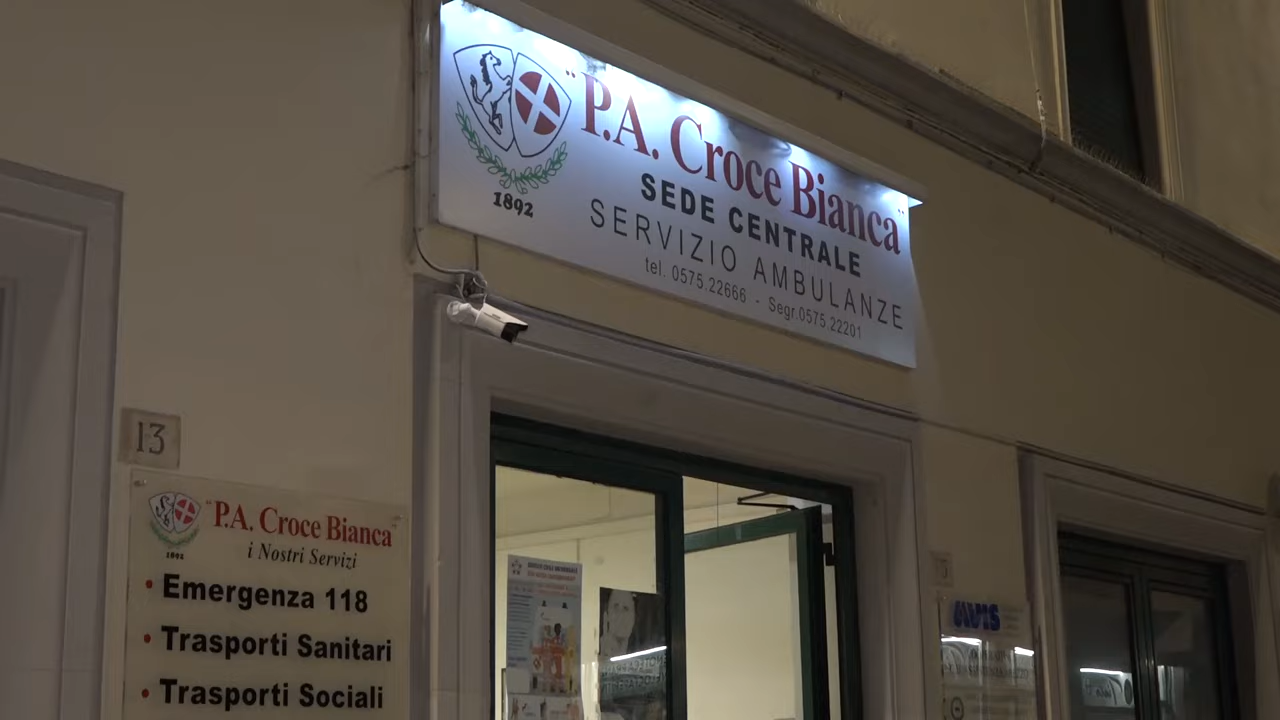 "P.A. Croce Bianca"
SEDE CENTRALE
SERVIZIO AMBULANZE
tel. 0575.22666 - Segr.0575.22201
1892
13
"P.A. Croce Bianca"
i Nostri Servizi
1892
• Emergenza 118
• Trasporti Sanitari
• Trasporti Sociali